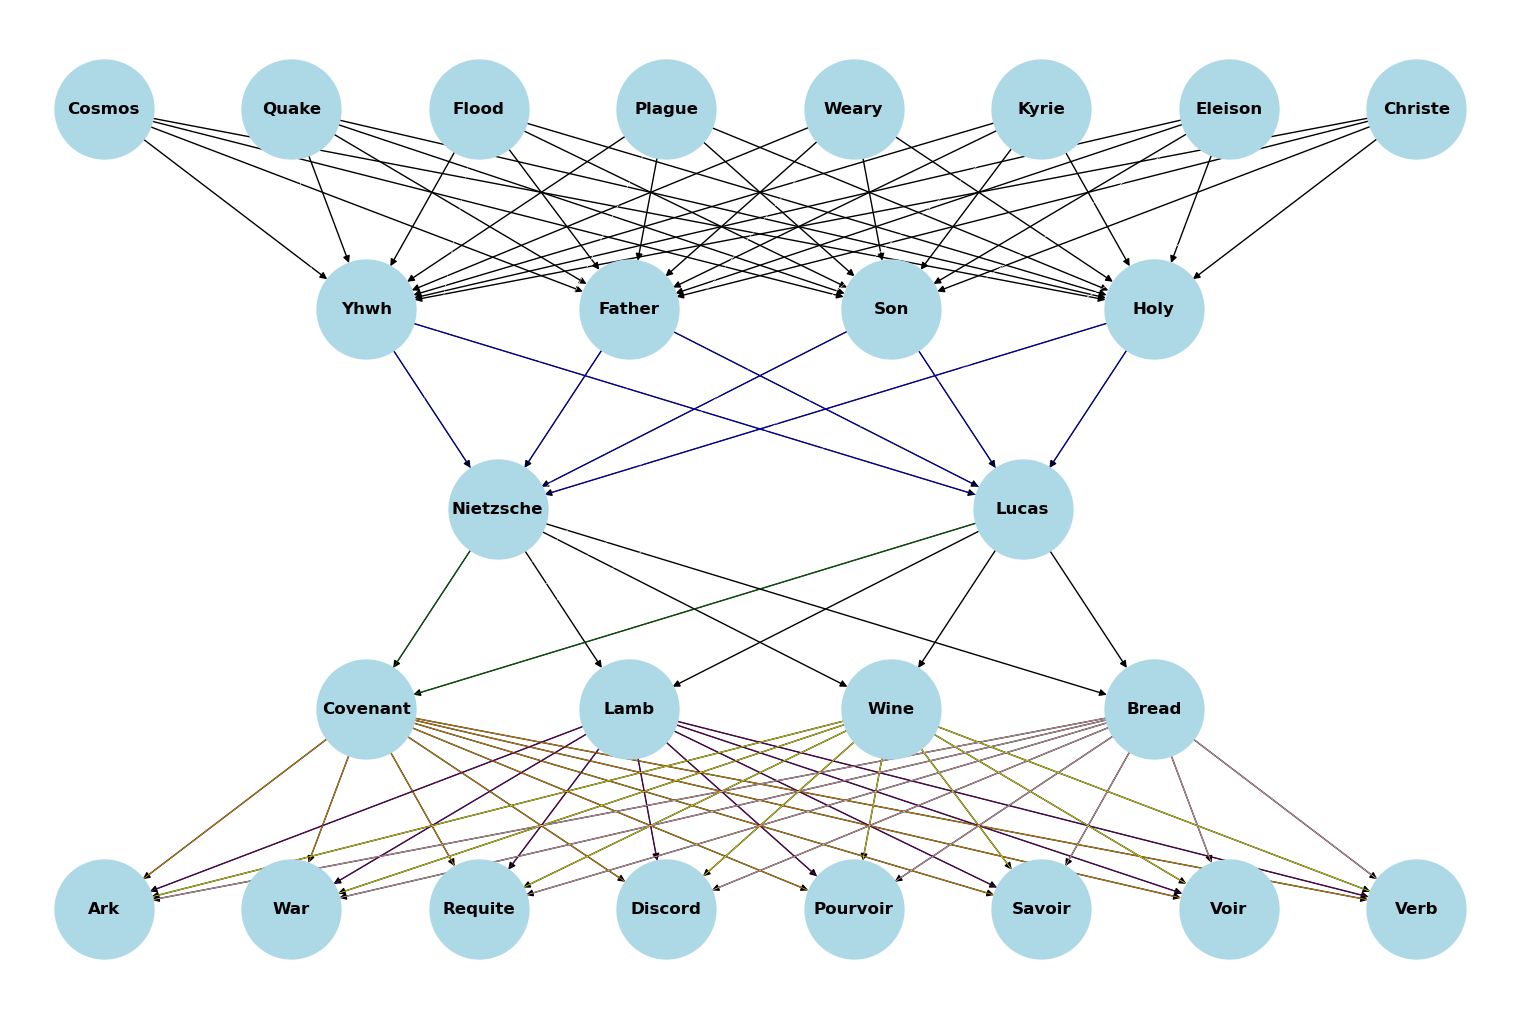 Cosmos Quake Flood Plague Weary Kyrie Eleison Christe
Yhwh Father Son Holy
Nietzsche Lucas
Covenant Lamb Wine Bread
Ark War Requite Discord Pourvoir Savoir Voir Verb